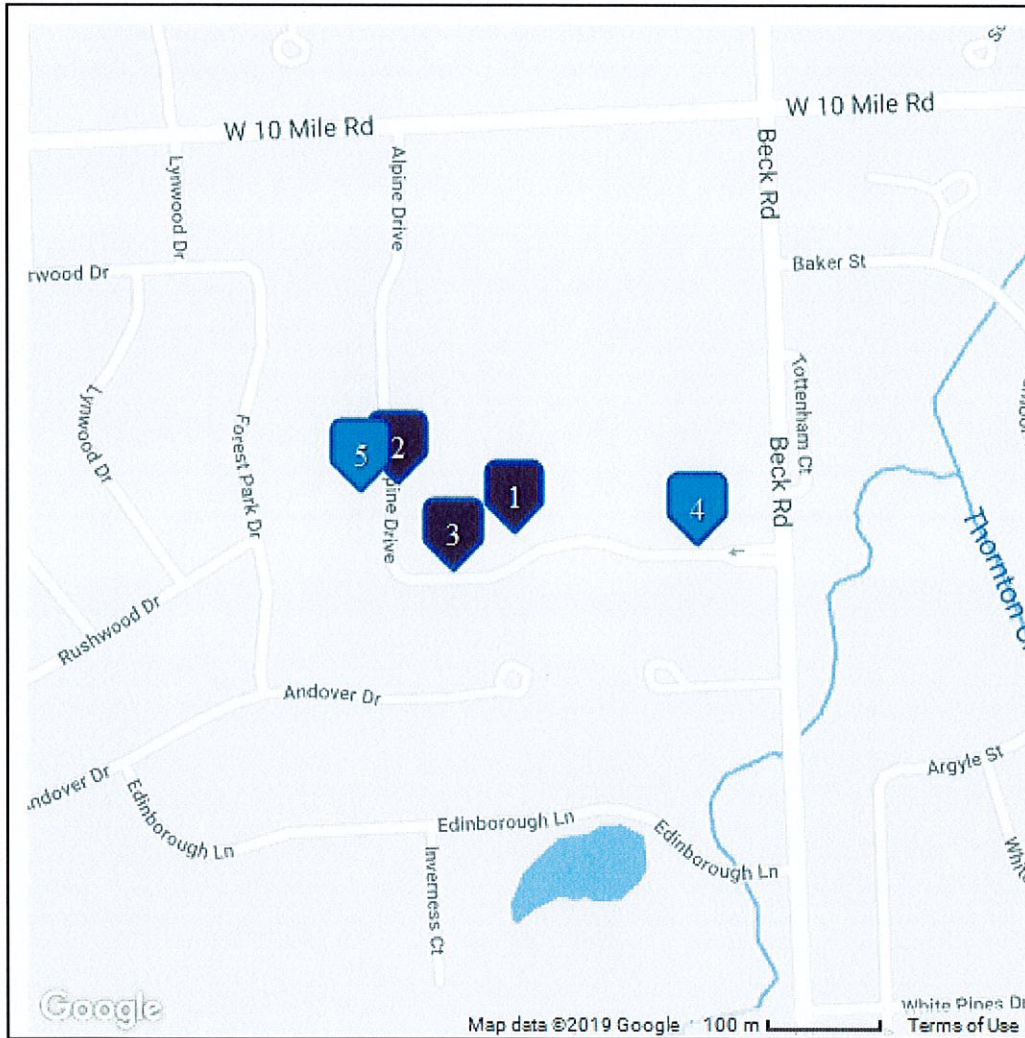 W 10 Mile Rd
W 10 Mile Rd
Lynwood Dr
Alpine Drive
Beck Rd
rwood Dr
Baker St
Lynwood Dr
Forest Park Dr
Tottenham Ct
5
2
1
3
4
pine Drive
Beck Rd
Thornton
Rushwood Dr
Andover Dr
ndover Dr
Argyle St
Edinborough Ln
Edinborough Ln
Edinborough Ln
Inverness Ct
White
Google
White Pines Dr
Map data ©2019 Google 100 m Terms of Use